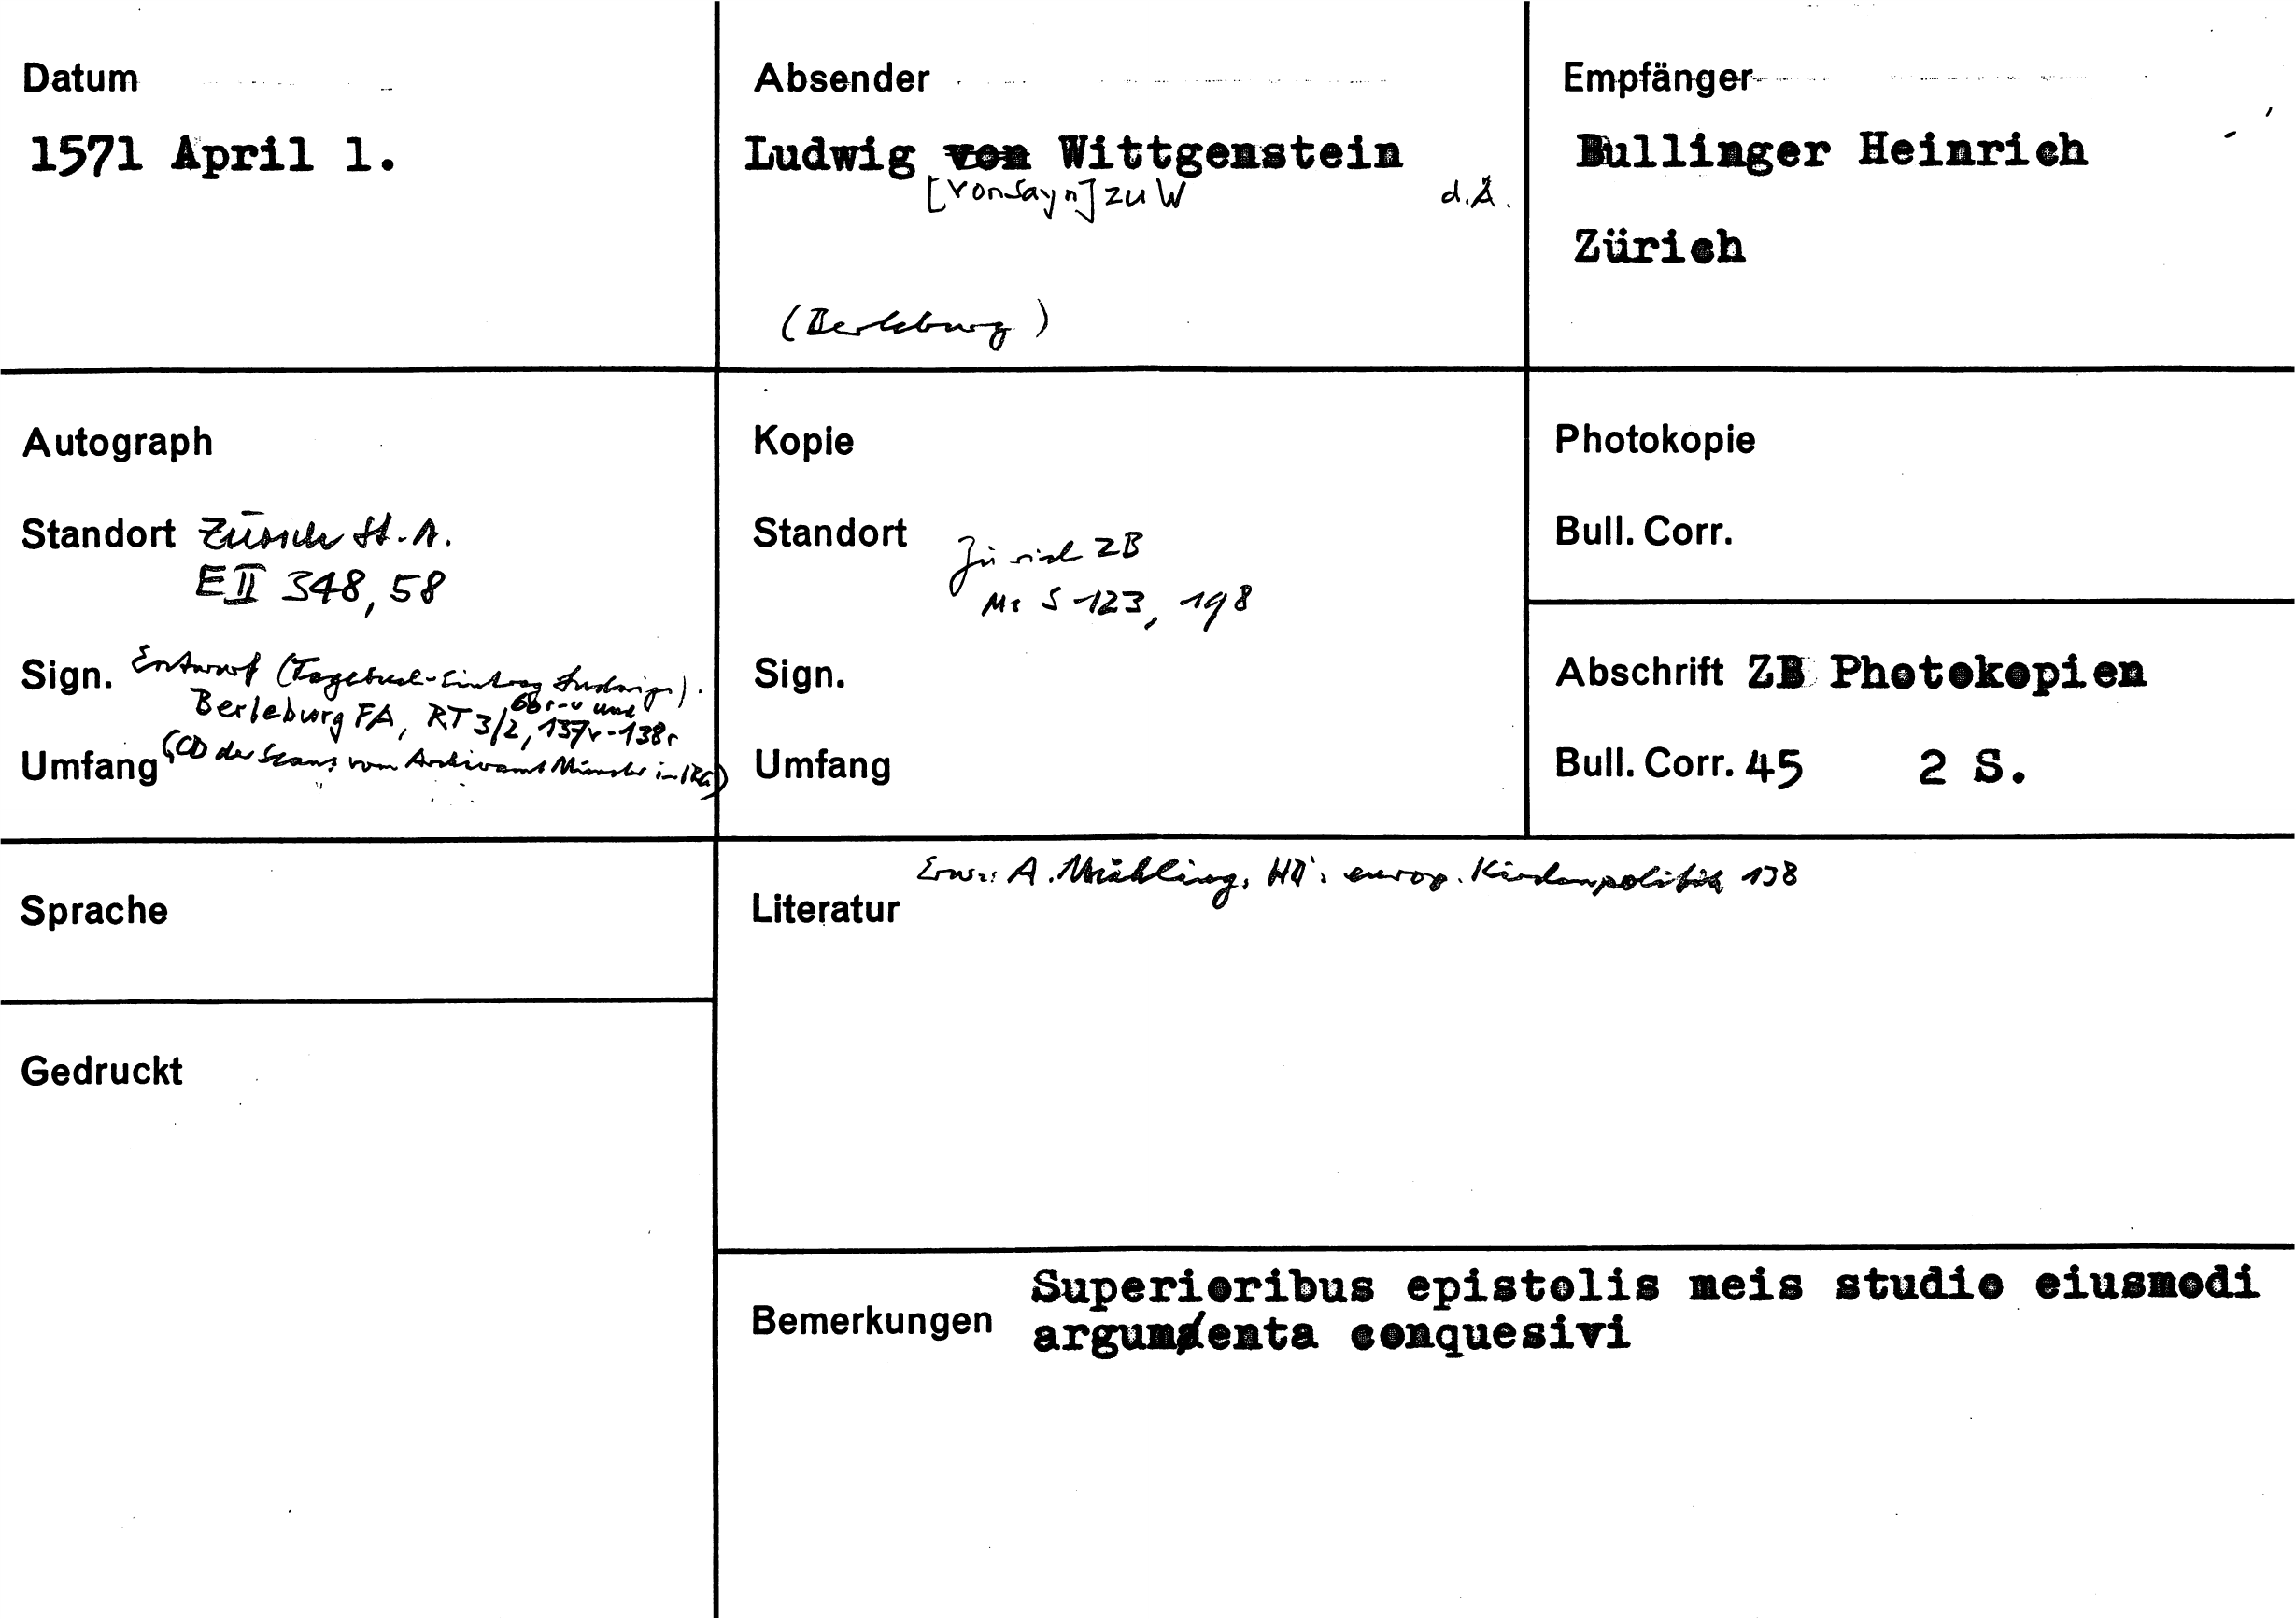 Datum
1571 April 1.
Absender
Ludwig von Wittgenstein
[von Sayn] zu W d.Ä.
(Berleburg)
Empfänger
Bullinger Heinrich
Zürich
Autograph
Standort Zürich St.A.
E II 348, 58
Sign. Entwurf (Tagebuch-Eintrag Ludwigs).
Berleburg FA, RT 3/2, 68r-v und 137v-138r
Umfang (CD der Scans vom Archivamt Münster in IRG)
Kopie
Standort Zürich ZB
Ms S 123, 198
Sign.
Umfang
Photokopie
Bull. Corr.
Abschrift ZB Photokopien
Bull. Corr. 45 2 S.
Sprache
Gedruckt
Erw.: A. Mühling, europ. Kirchenpolitik 138
Literatur
Bemerkungen Superioribus epistolis meis studio eiusmodi
argumenta conquesivi